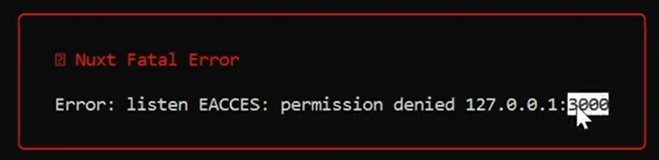 Nuxt Fatal Error
Error: listen EACCES: permission denied 127.0.0.1:3000